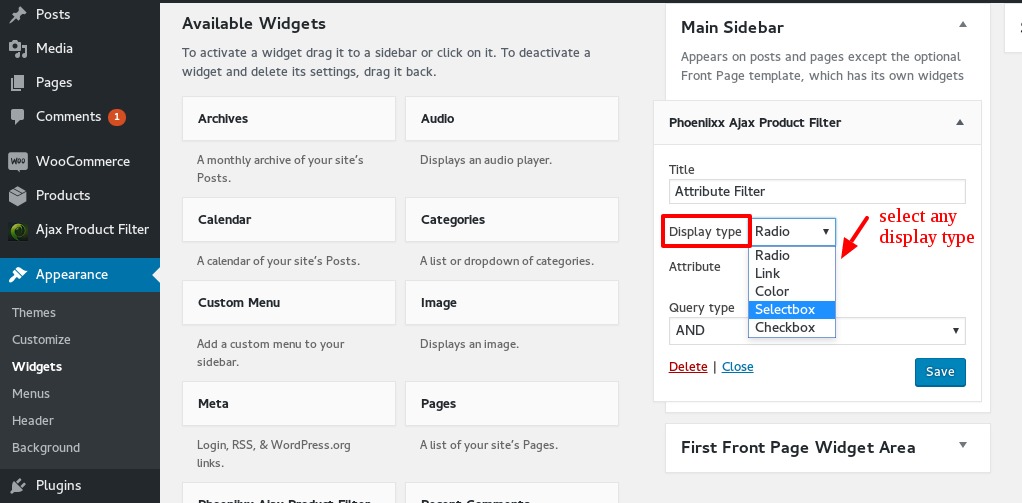 Posts
Media
Pages
Comments 1
WooCommerce
Products
Ajax Product Filter
Appearance
Themes
Customize
Widgets
Menus
Header
Background
Plugins
Available Widgets
To activate a widget drag it to a sidebar or click on it. To deactivate a
widget and delete its settings, drag it back.
Archives
A monthly archive of your site's
Posts.
Audio
Displays an audio player.
Calendar
A calendar of your site's Posts.
Categories
A list or dropdown of categories.
Custom Menu
Add a custom menu to your
sidebar.
Image
Displays an image.
Meta
Login, RSS, & WordPress.org
links.
Pages
A list of your site's Pages.
Phoeniixx Ajax Product Filter
Recent Comments
Main Sidebar
Appears on posts and pages except the optional
Front Page template, which has its own widgets
Phoeniixx Ajax Product Filter
Title
Attribute Filter
Display type Radio
Radio
Link
Color
Selectbox
Checkbox
select any
display type
Attribute
Query type
AND
Delete | Close
Save
First Front Page Widget Area